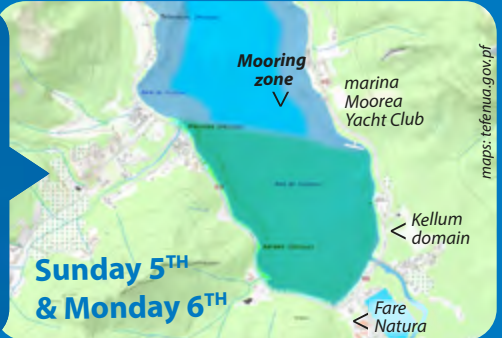 Mooring
zone
marina
Moorea
Yacht Club
maps: tefenua.gov.pf
Kellum
domain
Sunday 5TH
& Monday 6TH
Fare
Natura